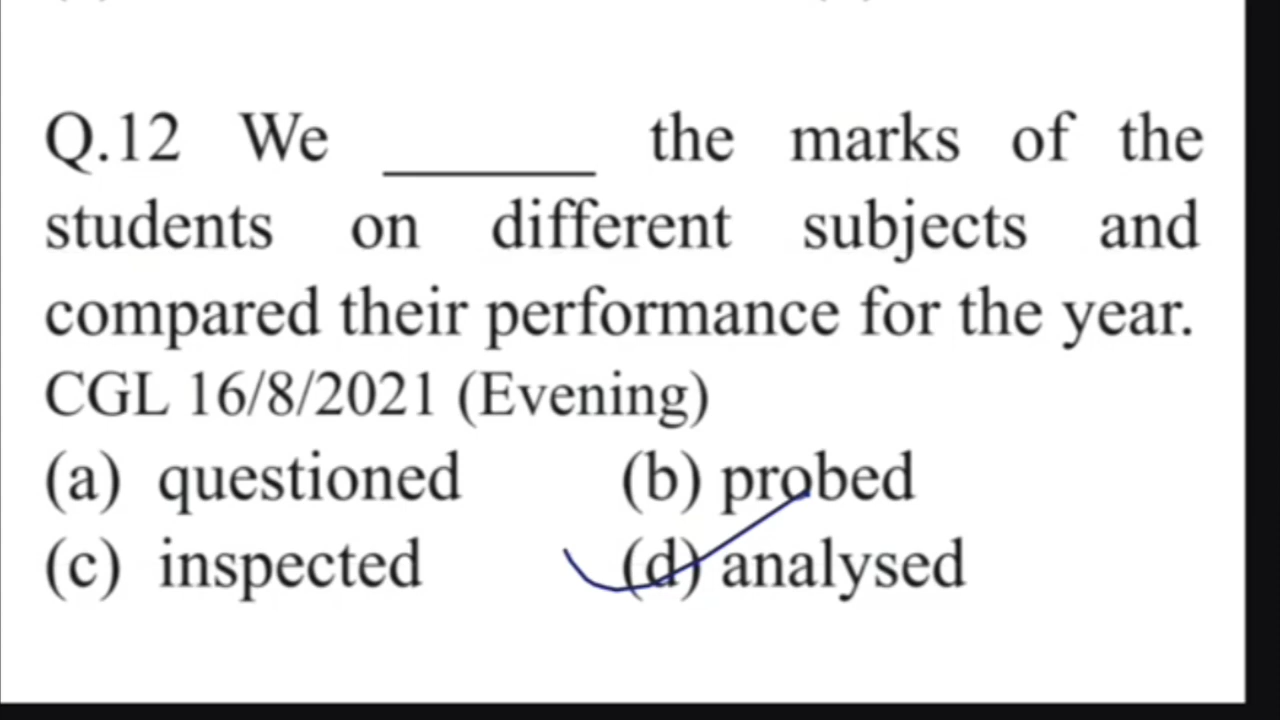 Q.12 We ________ the marks of the
students on different subjects and
compared their performance for the year.
CGL 16/8/2021 (Evening)
(a) questioned (b) probed
(c) inspected (d) analysed